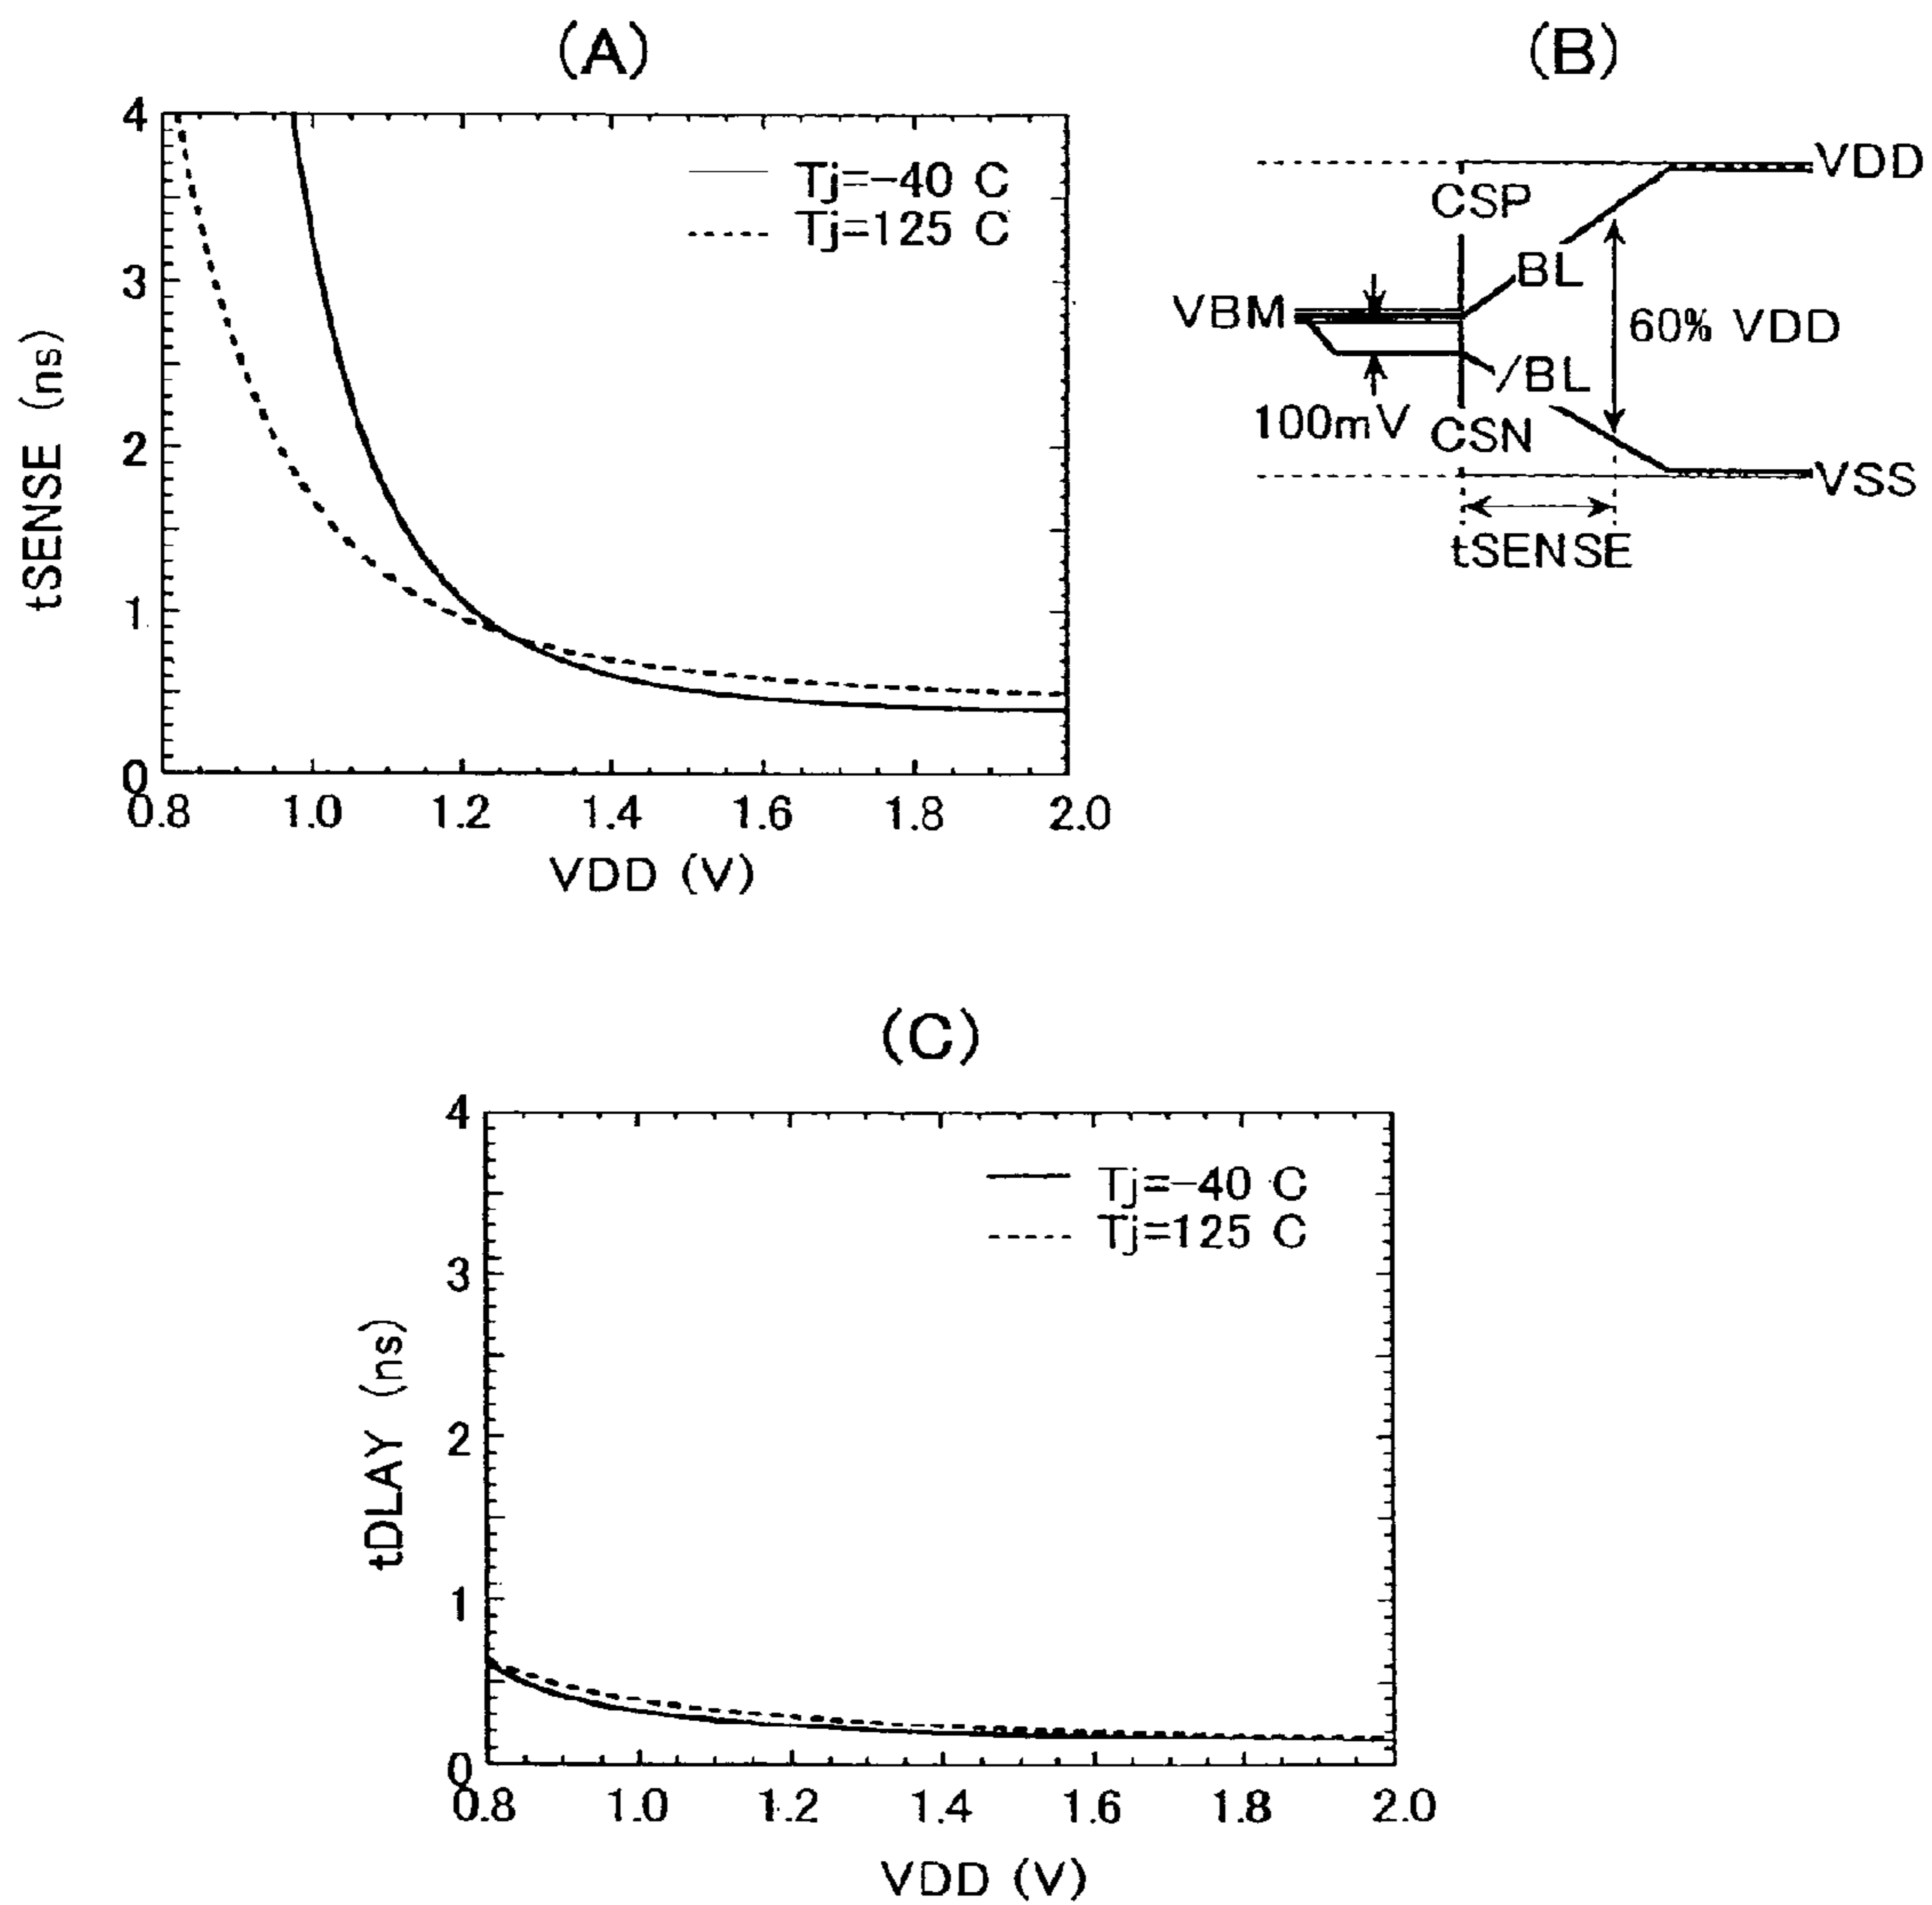 (A)
4
3
2
1
0
tSENSE (ns)
Tj=-40 C
Tj=125 C
0.8 1.0 1.2 1.4 1.6 1.8 2.0
VDD (V)
(B)
VDD
CSP
BL
VBM
60% VDD
/BL
100mV
CSN
VSS
tSENSE
(C)
4
3
2
1
0
tDLAY (ns)
Tj=-40 C
Tj=125 C
0.8 1.0 1.2 1.4 1.6 1.8 2.0
VDD (V)